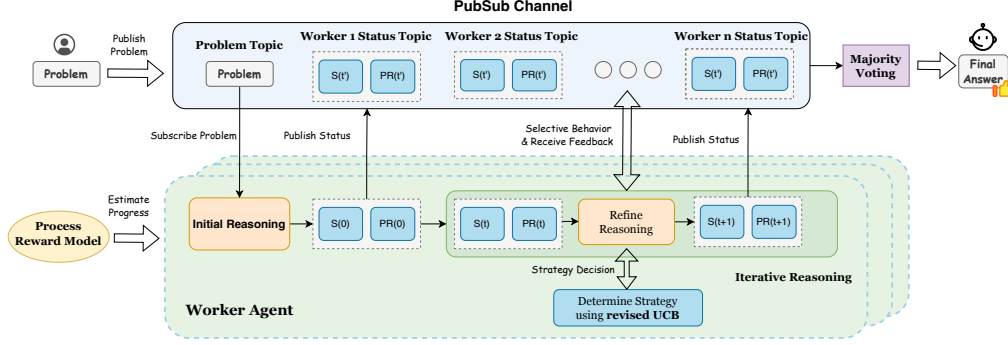 PubSub Channel
Publish
Problem
Problem
Problem Topic
Problem
Worker 1 Status Topic
S(t')
PR(t')
Worker 2 Status Topic
S(t')
PR(t')
Worker n Status Topic
S(t')
PR(t')
Majority
Voting
Final
Answer
Subscribe Problem
Publish Status
Selective Behavior
& Receive Feedback
Publish Status
Estimate
Progress
Process
Reward Model
Initial Reasoning
S(0)
PR(0)
S(t)
PR(t)
Refine
Reasoning
S(t+1)
PR(t+1)
Strategy Decision
Iterative Reasoning
Worker Agent
Determine Strategy
using revised UCB